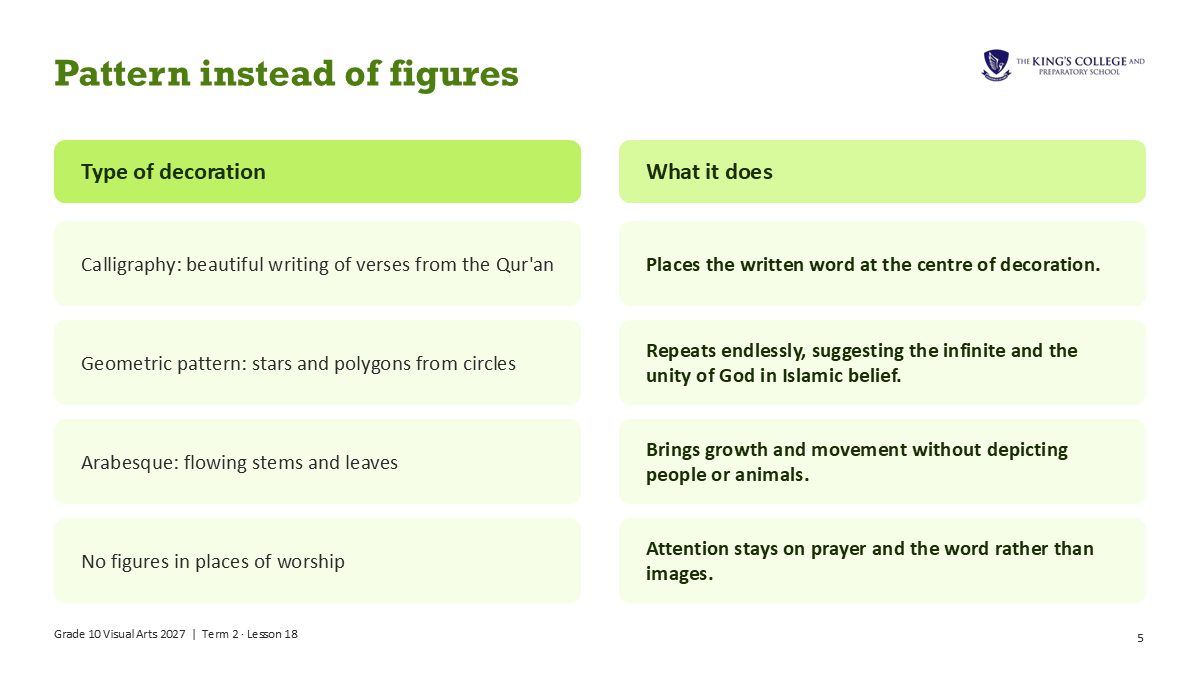 Pattern instead of figures
THE KING'S COLLEGE AND
PREPARATORY SCHOOL
Type of decoration
What it does
Calligraphy: beautiful writing of verses from the Qur'an
Places the written word at the centre of decoration.
Geometric pattern: stars and polygons from circles
Repeats endlessly, suggesting the infinite and the
unity of God in Islamic belief.
Arabesque: flowing stems and leaves
Brings growth and movement without depicting
people or animals.
No figures in places of worship
Attention stays on prayer and the word rather than
images.
Grade 10 Visual Arts 2027 | Term 2 · Lesson 18
5